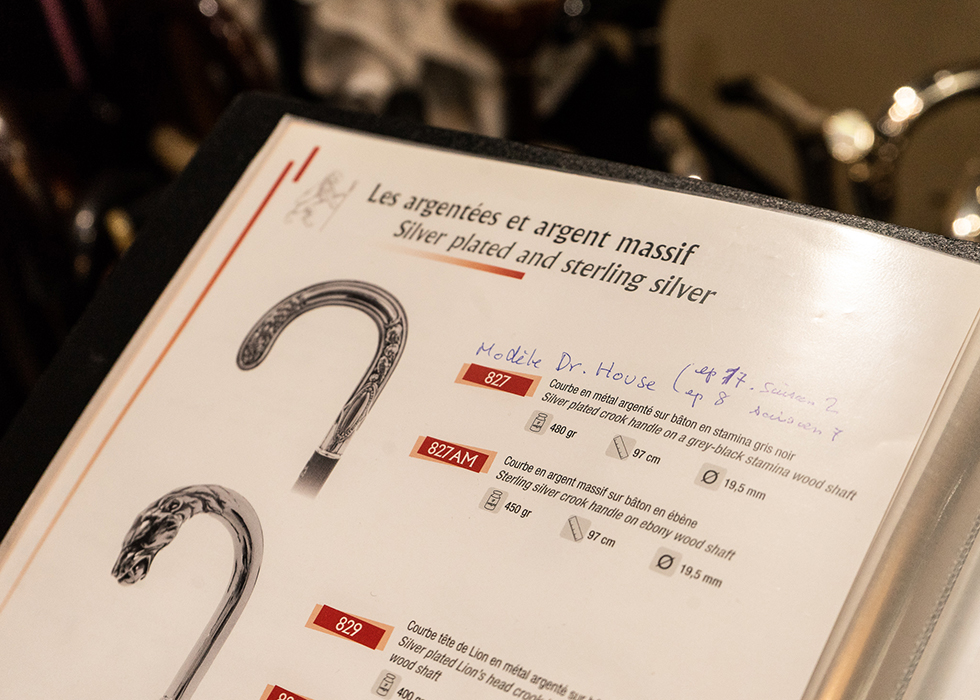 Les argentées et argent massif
Silver plated and sterling silver
Modèle Dr. House (ep 17. saison 2
ep 8 saison 7
827
Courbe en métal argenté sur bâton en stamina gris noir
Silver plated crook handle on a grey-black stamina wood shaft
480 gr 97 cm Ø 19,5 mm
827AM
Courbe en argent massif sur bâton en ébène
Sterling silver crook handle on ebony wood shaft
450 gr 97 cm Ø 19,5 mm
829
Courbe tête de Lion en métal argenté sur
Silver plated Lion's head crook
wood shaft
400